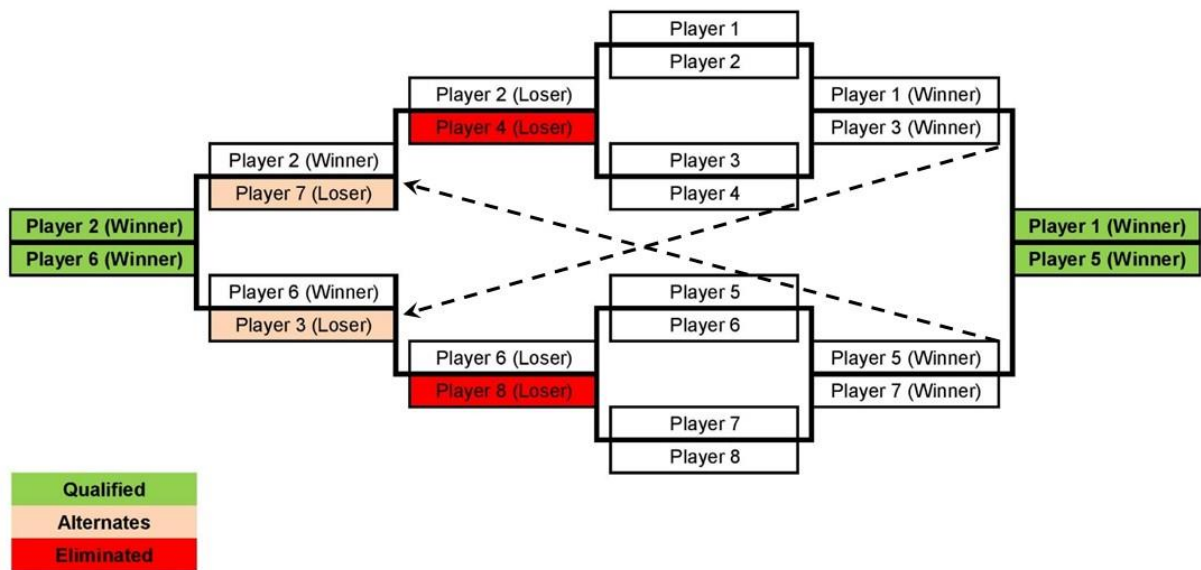 Player 1
Player 2
Player 2 (Loser)
Player 1 (Winner)
Player 4 (Loser)
Player 3 (Winner)
Player 2 (Winner)
Player 3
Player 7 (Loser)
Player 4
Player 2 (Winner)
Player 1 (Winner)
Player 6 (Winner)
Player 5 (Winner)
Player 6 (Winner)
Player 5
Player 3 (Loser)
Player 6
Player 6 (Loser)
Player 5 (Winner)
Player 8 (Loser)
Player 7 (Winner)
Player 7
Player 8
Qualified
Alternates
Eliminated